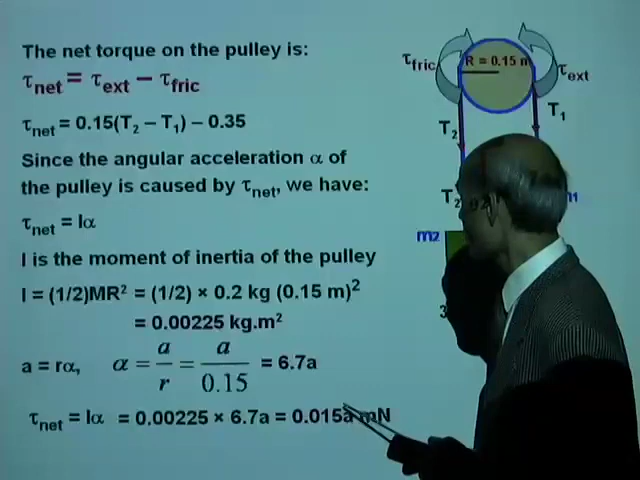 The net torque on the pulley is:
τnet = τext − τfric
τnet = 0.15(T2 − T1) − 0.35
Since the angular acceleration α of
the pulley is caused by τnet, we have:
τnet = Iα
I is the moment of inertia of the pulley
I = (1/2)MR² = (1/2) × 0.2 kg (0.15 m)²
= 0.00225 kg.m²
a = rα, α = a/r = a/0.15 = 6.7a
τnet = Iα = 0.00225 × 6.7a = 0.015a mN
τfric
R = 0.15 m
τext
T1
T2
T2
m2